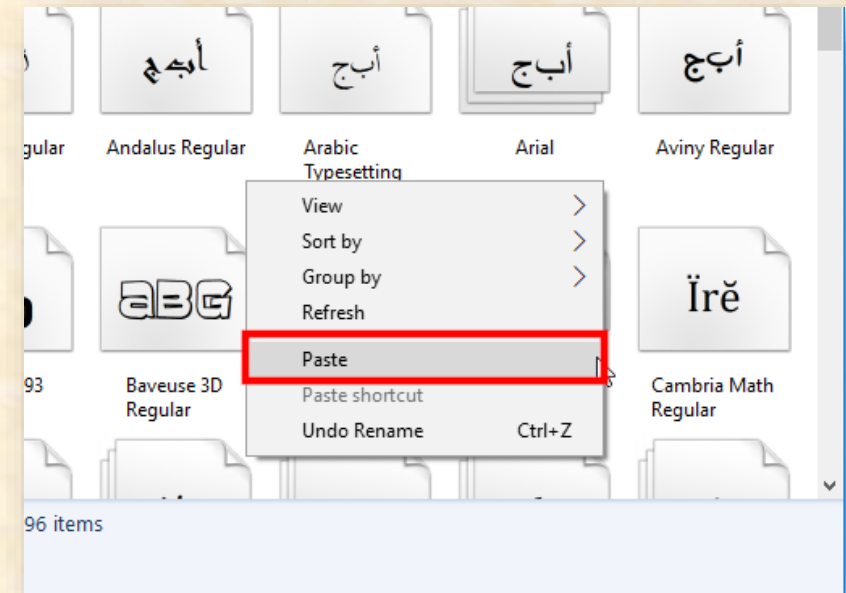 أبج
أبج
أبج
أبج
gular
Andalus Regular
Arabic
Typesetting
Arial
Aviny Regular
View
Sort by
Group by
Refresh
Paste
Paste shortcut
Undo Rename Ctrl+Z
aBG
Ïrĕ
93
Baveuse 3D
Regular
Cambria Math
Regular
96 items